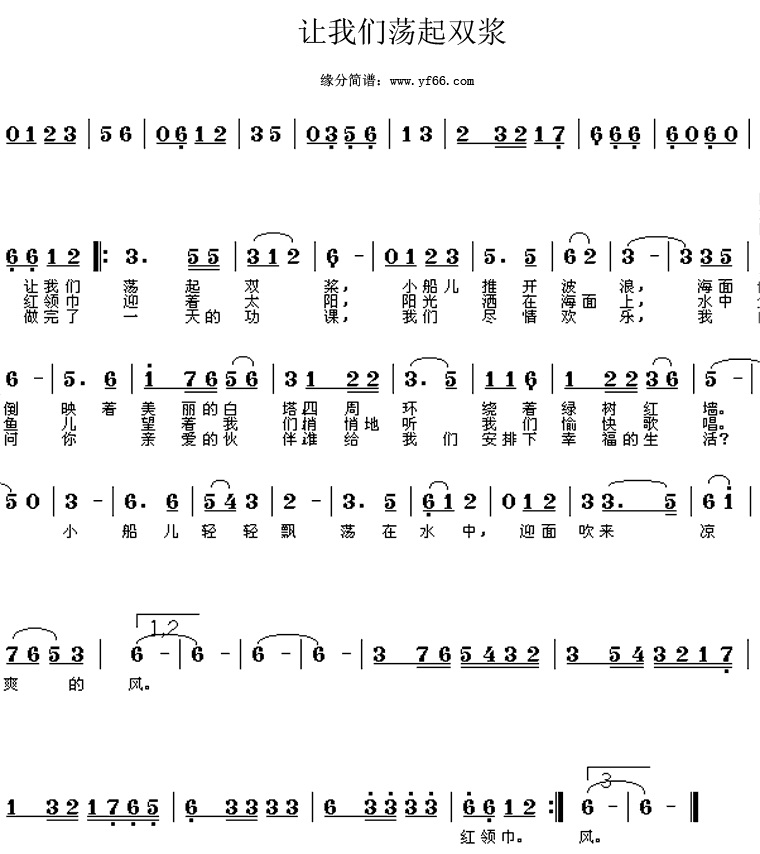 让我们荡起双桨
缘分简谱：www.yf66.com
0 1 2 3 | 5 6 | 0 6 1 2 | 3 5 | 0 3 5 6 | 1 3 | 2 3 2 1 7 | 6 6 6 | 6 0 6 0 |
6 6 1 2 ‖: 3. 5 5 | 3 1 2 | 6 - | 0 1 2 3 | 5. 5 | 6 2 | 3 - | 3 3 5 |
让我们 荡 起 双 桨， 小船儿 推 开 波 浪， 海面
红领巾 迎 着 太 阳， 阳光 洒 在 海面 上， 水中
做完了 一 天的 功 课， 我们 尽 情 欢 乐， 我
6 - | 5. 6 | 1 7 6 5 6 | 3 1 2 2 | 3. 5 | 1 1 6 | 1 2 2 3 6 | 5 -
倒 映 着 美 丽的白 塔四 周 环 绕 着 绿 树 红 墙。
鱼 儿 望 着 我 们悄 悄地 听 我 们 愉 快 歌 唱。
问 你 亲 爱的伙 伴谁 给 我 们 安排下 幸 福的生 活？
5 0 | 3 - | 6. 6 | 5 4 3 | 2 - | 3. 5 | 6 1 2 | 0 1 2 | 3 3. 5 | 6 1 |
小 船 儿 轻 轻 飘 荡 在 水 中， 迎面 吹来 凉
1,2
7 6 5 3 | 6 - | 6 - | 6 - | 6 - | 3 7 6 5 4 3 2 | 3 5 4 3 2 1 7 |
爽 的 风。
3
1 3 2 1 7 6 5 | 6 3 3 3 3 | 6 3 3 3 3 | 6 6 1 2 :‖ 6 - | 6 - ‖
红领巾。 风。